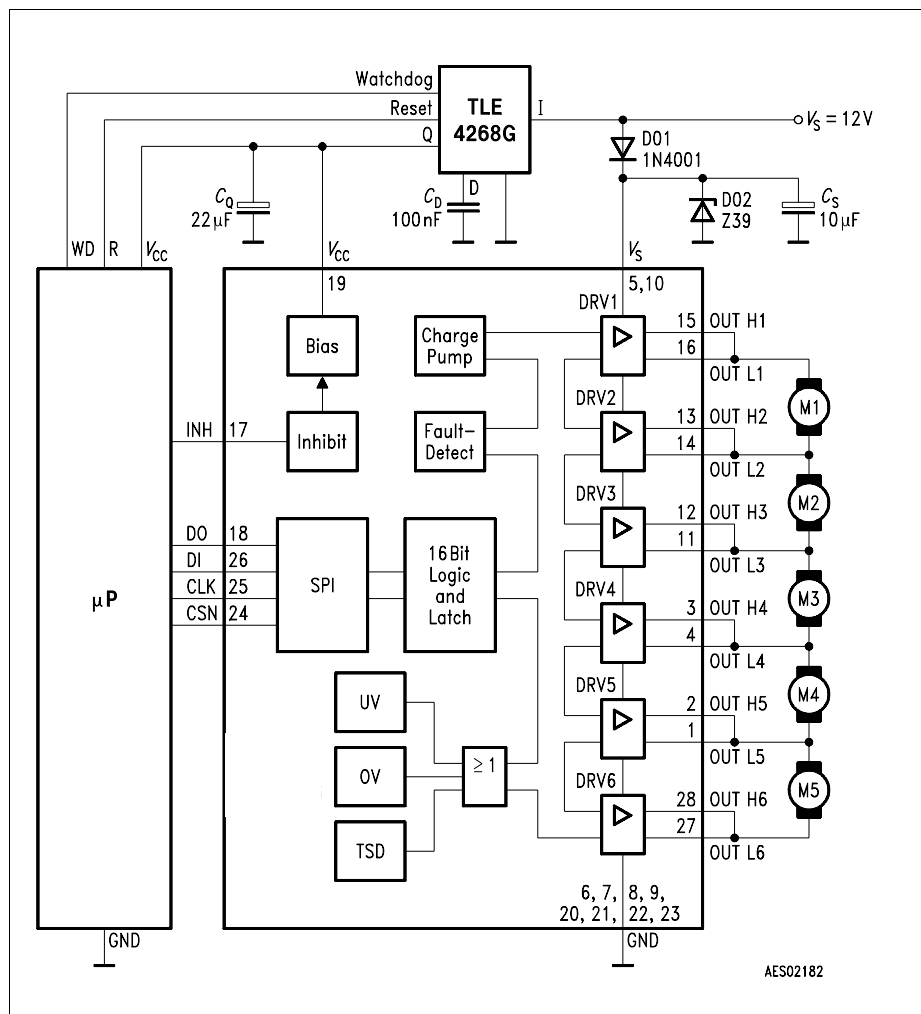 Watchdog
Reset
Q
TLE
4268G
I
V_S = 12V
D01
1N4001
D
C_Q
22µF
C_D
100nF
D02
Z39
C_S
10µF
WD
R
V_CC
V_CC
V_S
19
5,10
Bias
Charge
Pump
DRV1
15
OUT H1
16
OUT L1
M1
INH
17
Inhibit
Fault-
Detect
DRV2
13
OUT H2
14
OUT L2
M2
DRV3
12
OUT H3
11
OUT L3
M3
DO
18
DI
26
CLK
25
CSN
24
SPI
16Bit
Logic
and
Latch
µP
DRV4
3
OUT H4
4
OUT L4
M4
UV
OV
TSD
≥1
DRV5
2
OUT H5
1
OUT L5
M5
DRV6
28
OUT H6
27
OUT L6
6, 7, 8, 9,
20, 21, 22, 23
GND
GND
AES02182